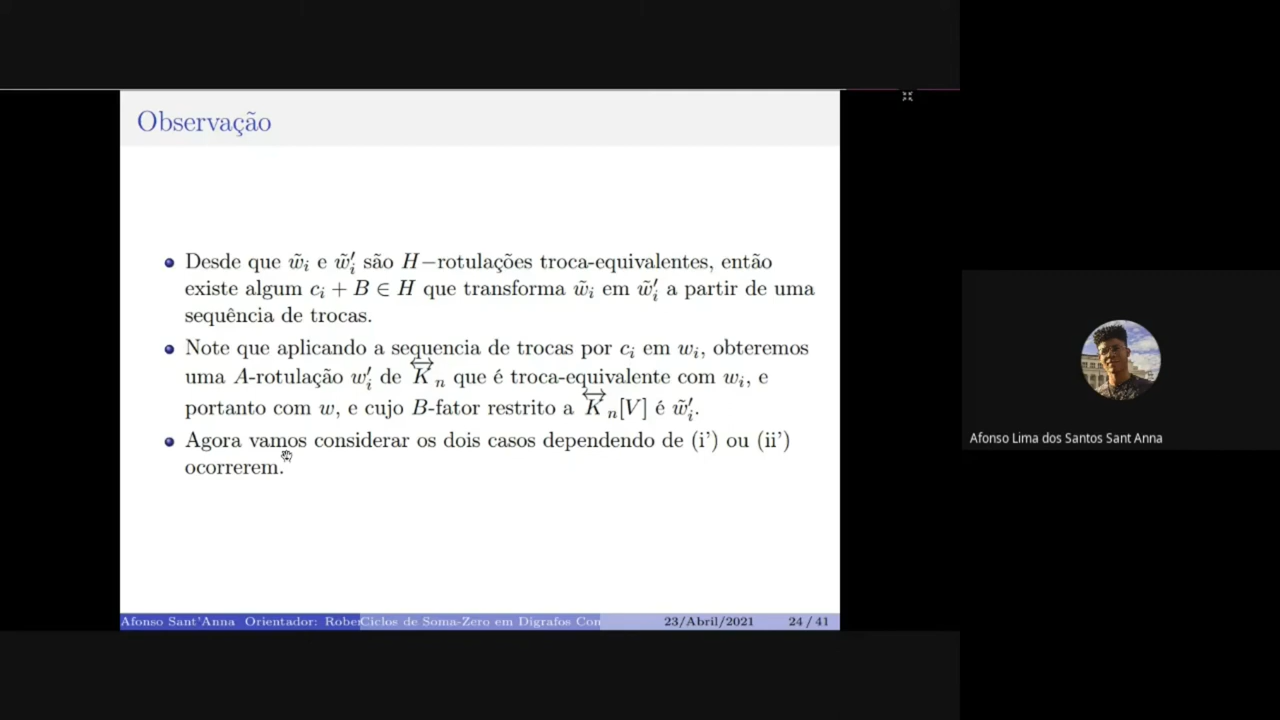 Observação
Desde que w̃ᵢ e w̃ᵢ′ são H−rotulações troca-equivalentes, então
existe algum cᵢ + B ∈ H que transforma w̃ᵢ em w̃ᵢ′ a partir de uma
sequência de trocas.
Note que aplicando a sequencia de trocas por cᵢ em wᵢ, obteremos
uma A-rotulação wᵢ′ de K⃡ₙ que é troca-equivalente com wᵢ, e
portanto com w, e cujo B-fator restrito a K⃡ₙ[V] é w̃ᵢ′.
Agora vamos considerar os dois casos dependendo de (i’) ou (ii’)
ocorrerem.
Afonso Lima dos Santos Sant Anna
Afonso Sant'Anna Orientador: Rober Ciclos de Soma-Zero em Digrafos Con 23/Abril/2021 24 / 41